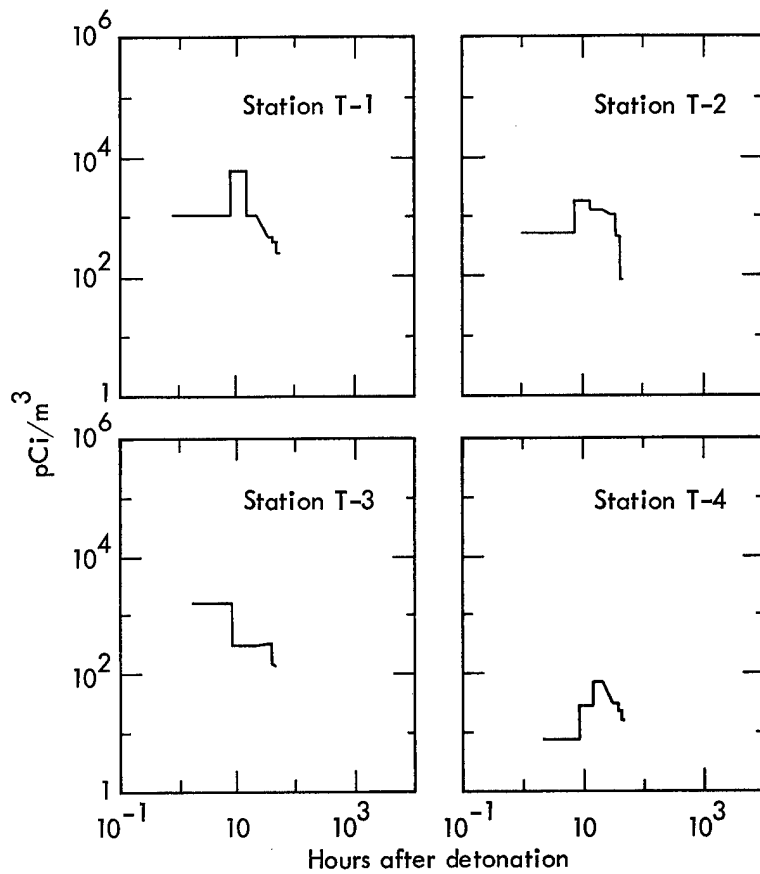 10^6
Station T-1
Station T-2
10^4
10^2
1
pCi/m^3
10^6
Station T-3
Station T-4
10^4
10^2
1
10^-1
10
10^3
10^-1
10
10^3
Hours after detonation